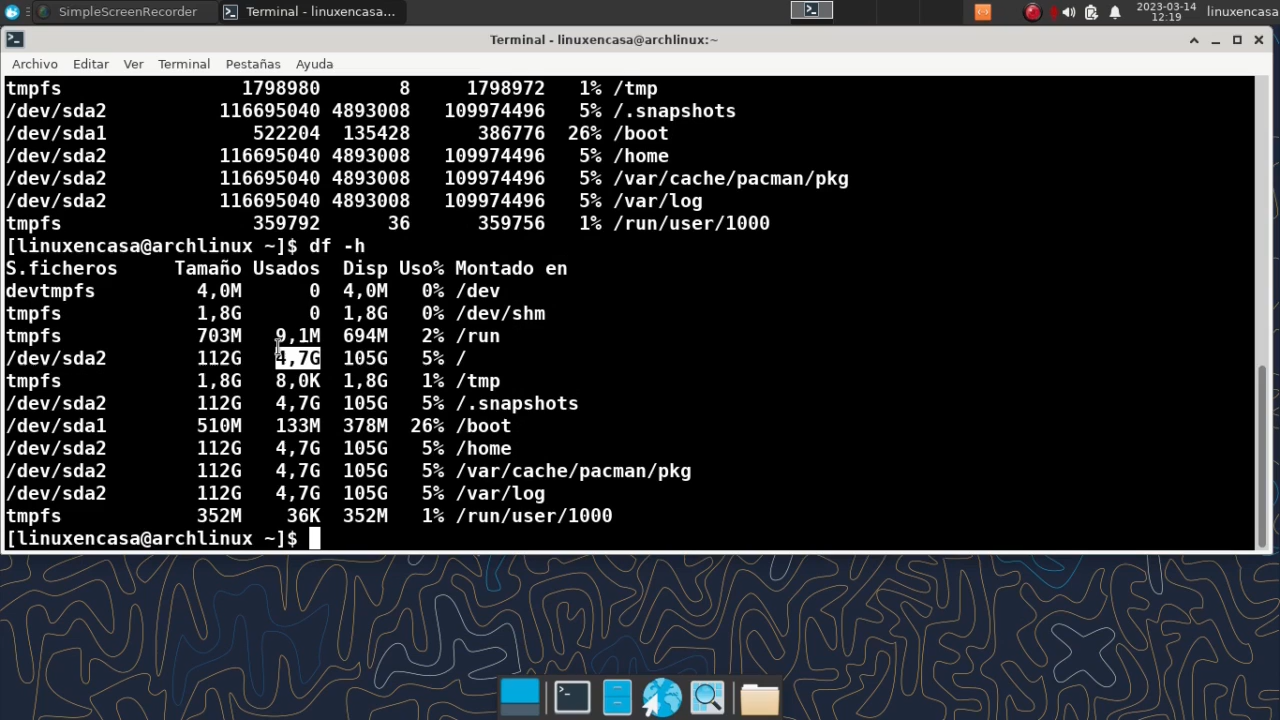 SimpleScreenRecorder
Terminal - linuxencasa...
2023-03-14
12:19
linuxencasa
Terminal - linuxencasa@archlinux:~
Archivo Editar Ver Terminal Pestañas Ayuda
tmpfs 1798980 8 1798972 1% /tmp
/dev/sda2 116695040 4893008 109974496 5% /.snapshots
/dev/sda1 522204 135428 386776 26% /boot
/dev/sda2 116695040 4893008 109974496 5% /home
/dev/sda2 116695040 4893008 109974496 5% /var/cache/pacman/pkg
/dev/sda2 116695040 4893008 109974496 5% /var/log
tmpfs 359792 36 359756 1% /run/user/1000
[linuxencasa@archlinux ~]$ df -h
S.ficheros Tamaño Usados Disp Uso% Montado en
devtmpfs 4,0M 0 4,0M 0% /dev
tmpfs 1,8G 0 1,8G 0% /dev/shm
tmpfs 703M 9,1M 694M 2% /run
/dev/sda2 112G 4,7G 105G 5% /
tmpfs 1,8G 8,0K 1,8G 1% /tmp
/dev/sda2 112G 4,7G 105G 5% /.snapshots
/dev/sda1 510M 133M 378M 26% /boot
/dev/sda2 112G 4,7G 105G 5% /home
/dev/sda2 112G 4,7G 105G 5% /var/cache/pacman/pkg
/dev/sda2 112G 4,7G 105G 5% /var/log
tmpfs 352M 36K 352M 1% /run/user/1000
[linuxencasa@archlinux ~]$